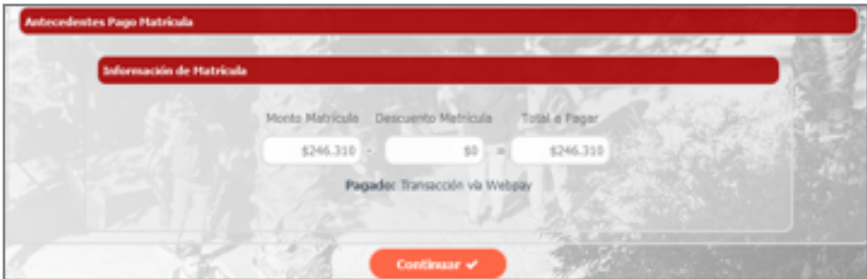 Antecedentes Pago Matrícula
Información de Matrícula
Monto Matrícula Descuento Matrícula Total a Pagar
$246.310 - $0 = $246.310
Pagado: Transacción vía Webpay
Continuar ✔